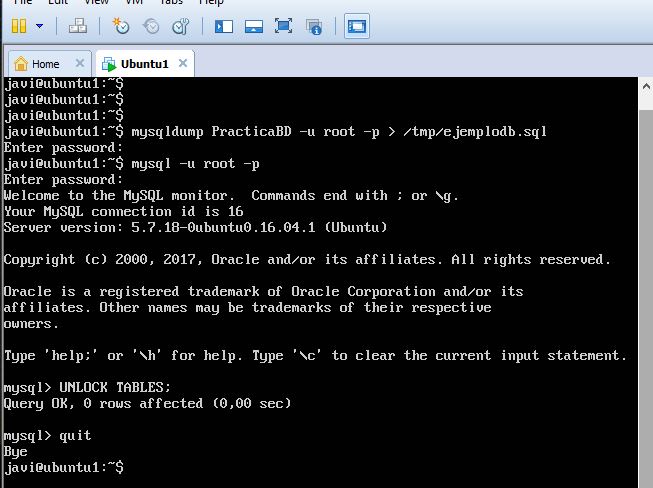 File Edit View VM Tabs Help
Home
Ubuntu1
javi@ubuntu1:~$
javi@ubuntu1:~$
javi@ubuntu1:~$
javi@ubuntu1:~$ mysqldump PracticaBD -u root -p > /tmp/ejemplodb.sql
Enter password:
javi@ubuntu1:~$ mysql -u root -p
Enter password:
Welcome to the MySQL monitor.  Commands end with ; or \g.
Your MySQL connection id is 16
Server version: 5.7.18-0ubuntu0.16.04.1 (Ubuntu)
Copyright (c) 2000, 2017, Oracle and/or its affiliates. All rights reserved.
Oracle is a registered trademark of Oracle Corporation and/or its
affiliates. Other names may be trademarks of their respective
owners.
Type 'help;' or '\h' for help. Type '\c' to clear the current input statement.
mysql> UNLOCK TABLES;
Query OK, 0 rows affected (0,00 sec)
mysql> quit
Bye
javi@ubuntu1:~$